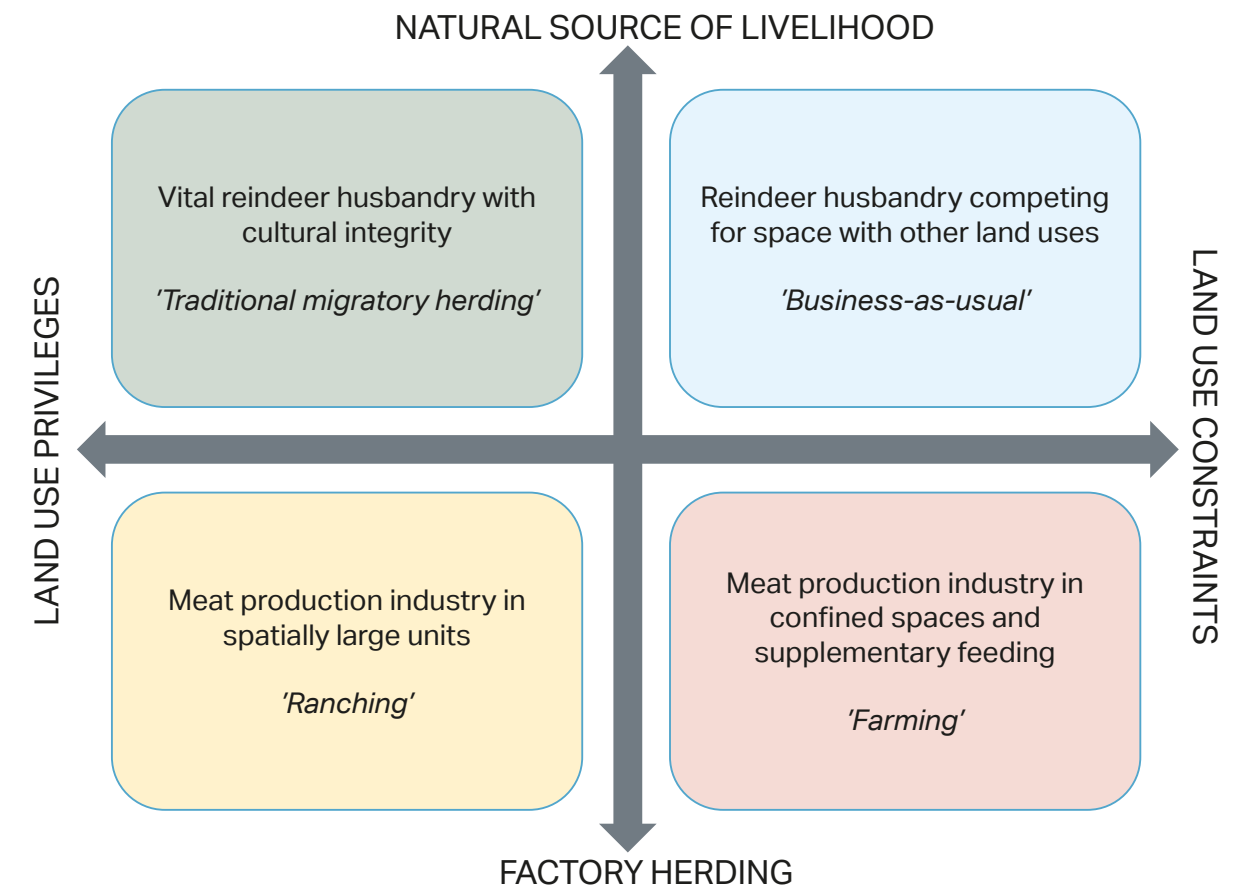 NATURAL SOURCE OF LIVELIHOOD
Vital reindeer husbandry with
cultural integrity
'Traditional migratory herding'
Reindeer husbandry competing
for space with other land uses
'Business-as-usual'
LAND USE PRIVILEGES
LAND USE CONSTRAINTS
Meat production industry in
spatially large units
'Ranching'
Meat production industry in
confined spaces and
supplementary feeding
'Farming'
FACTORY HERDING